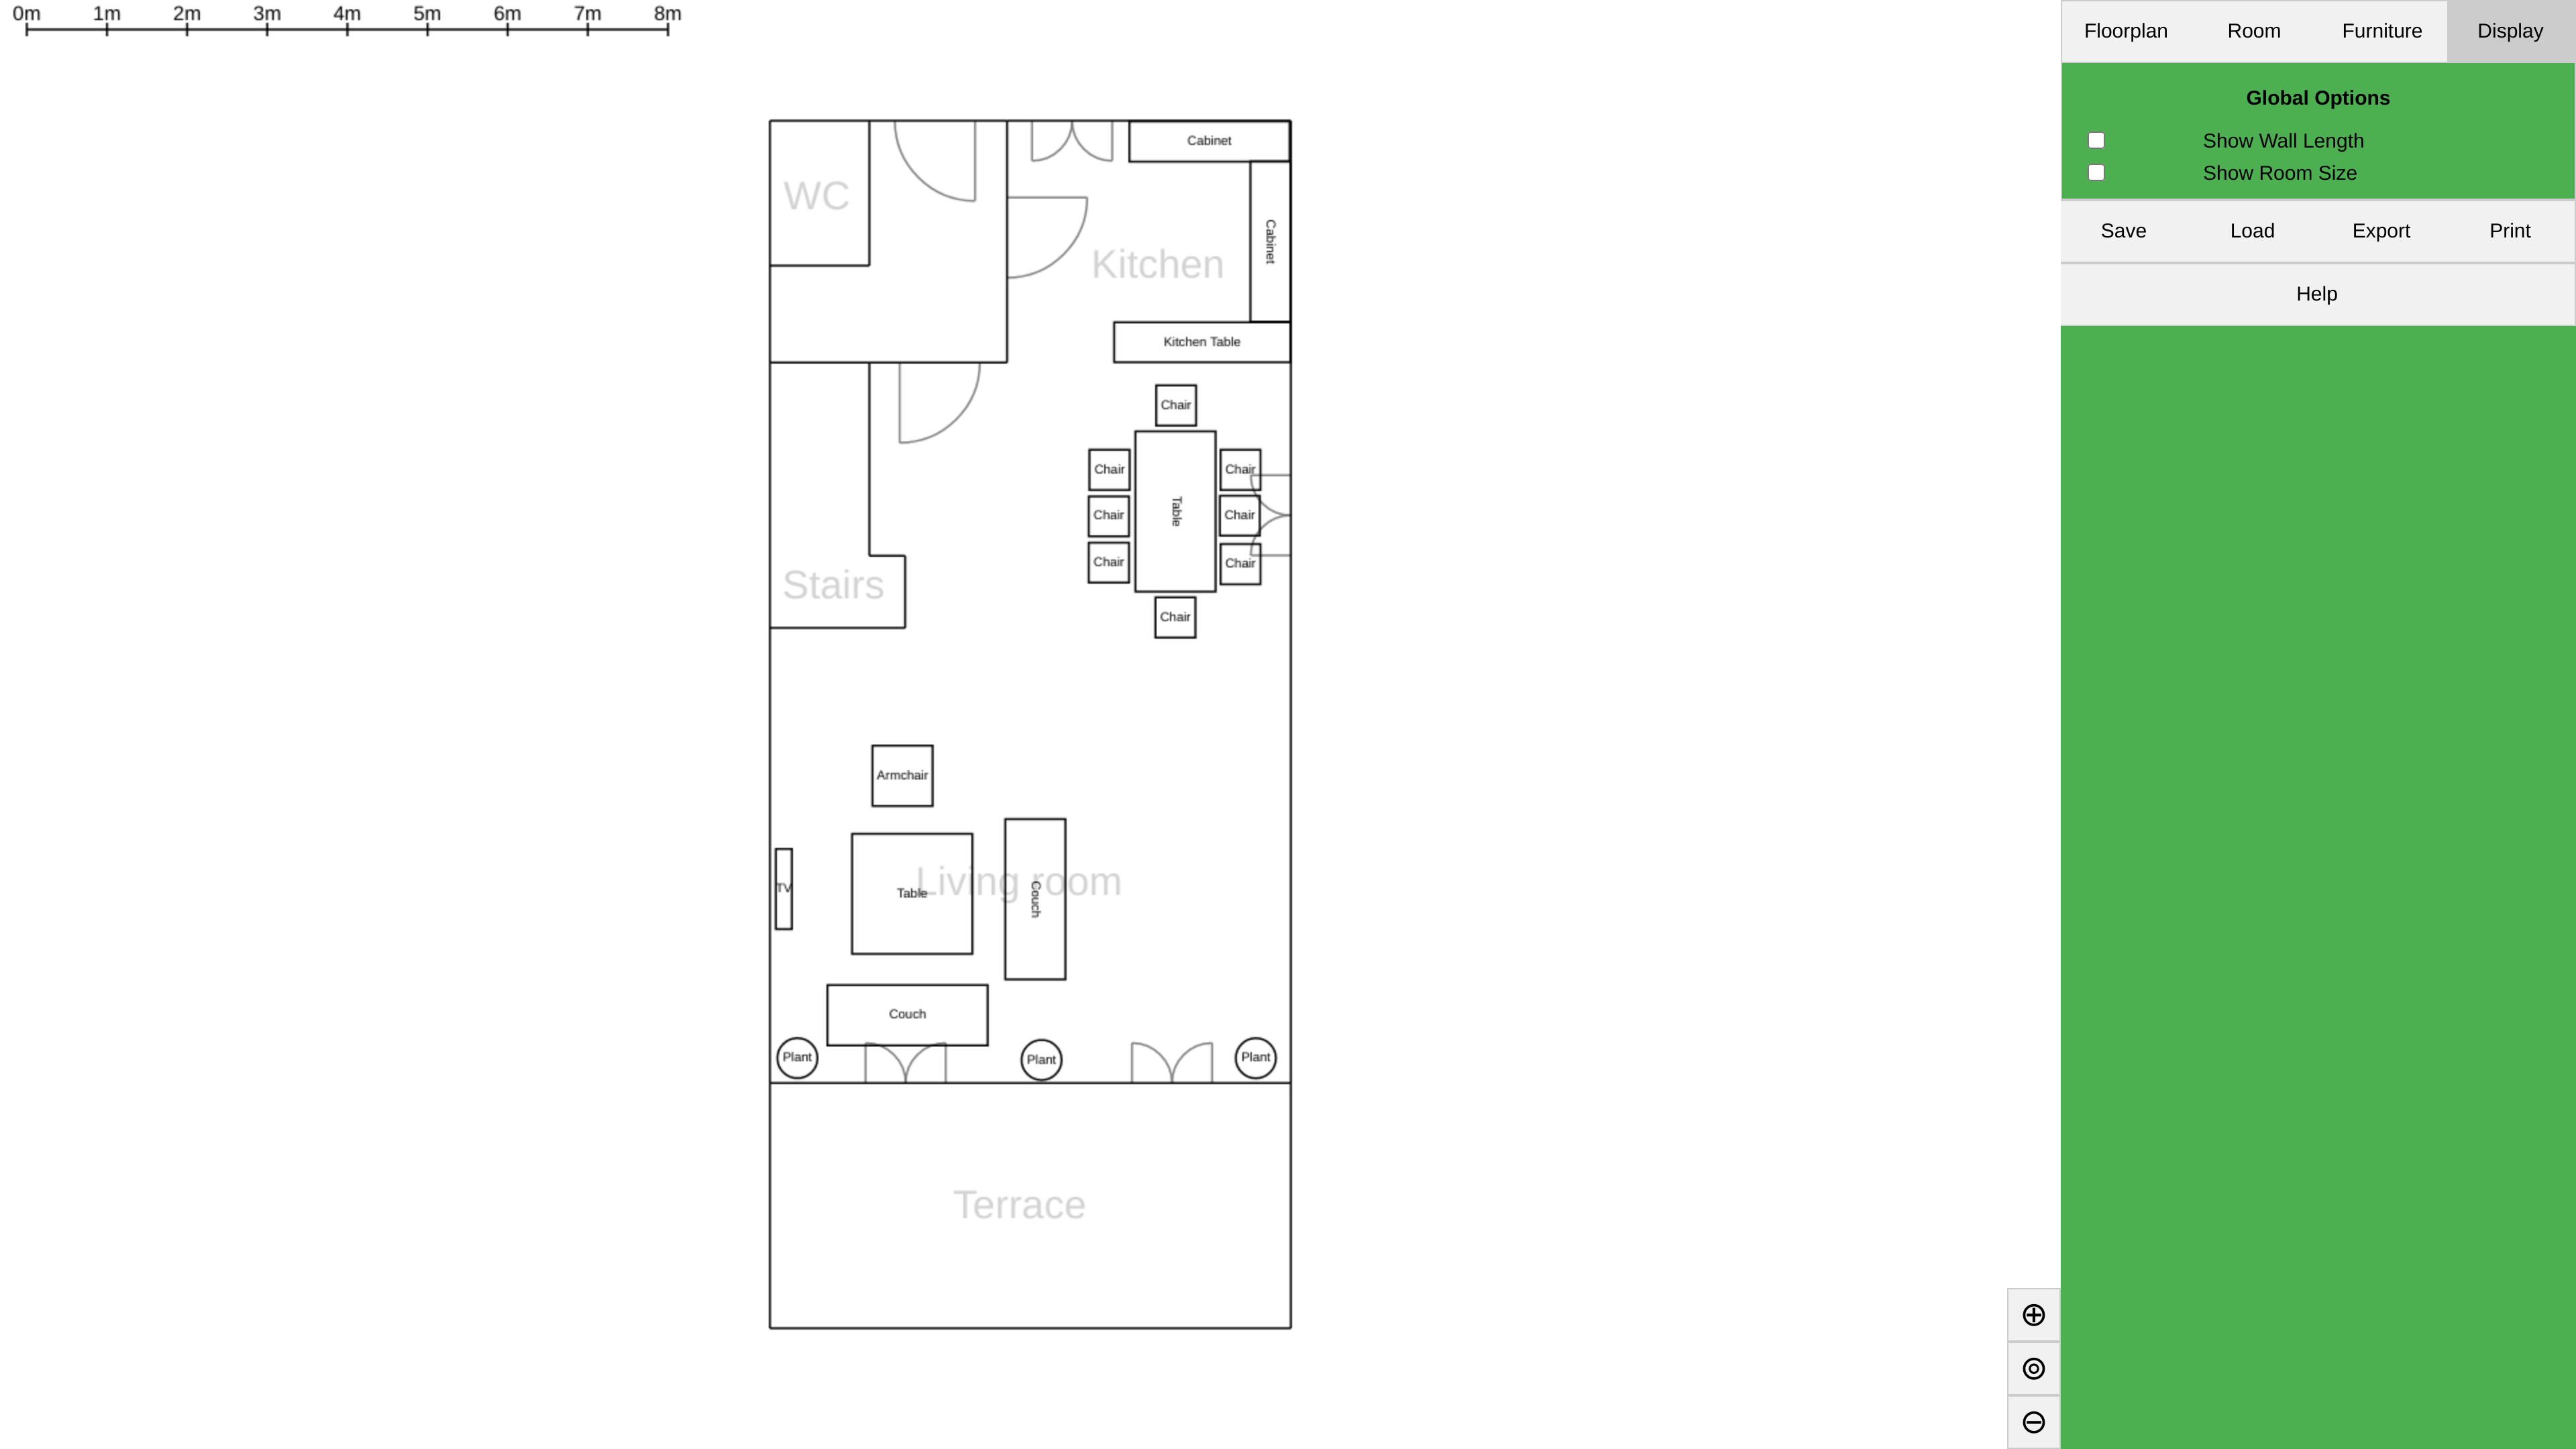 0m 1m 2m 3m 4m 5m 6m 7m 8m
Floorplan Room Furniture Display
Global Options
Show Wall Length
Show Room Size
Save Load Export Print
Help
Cabinet
WC
Cabinet
Kitchen
Kitchen Table
Chair
Chair Chair
Table
Chair Chair
Chair Chair
Stairs
Chair
Armchair
Living room
TV
Table
Couch
Couch
Plant Plant Plant
Terrace